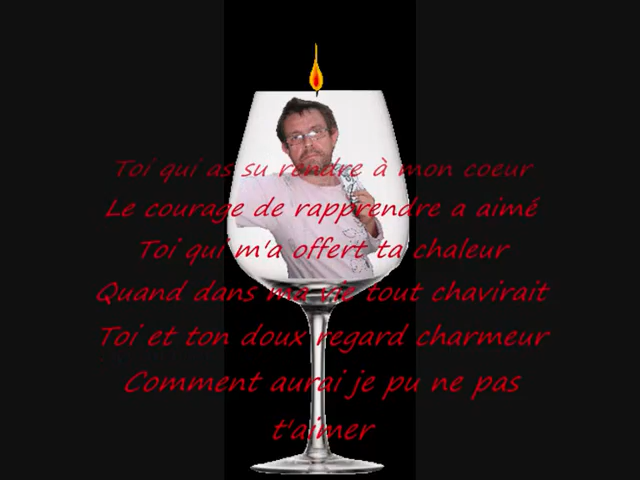 Toi qui as su rendre à mon coeur
Le courage de rapprendre a aimé
Toi qui m'a offert ta chaleur
Quand dans ma vie tout chavirait
Toi et ton doux regard charmeur
Comment aurai je pu ne pas
t'aimer